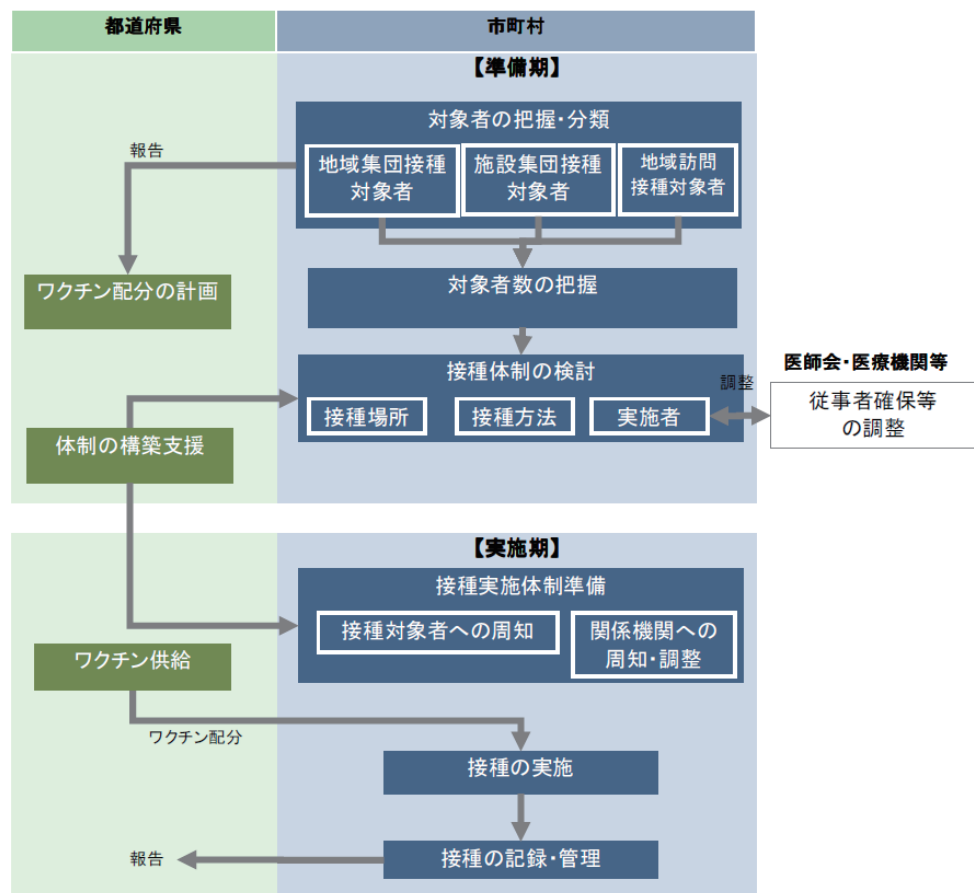 都道府県
市町村
【準備期】
対象者の把握・分類
報告
地域集団接種
対象者
施設集団接種
対象者
地域訪問
接種対象者
ワクチン配分の計画
対象者数の把握
接種体制の検討
接種場所
接種方法
実施者
調整
医師会・医療機関等
従事者確保等
の調整
体制の構築支援
【実施期】
接種実施体制準備
接種対象者への周知
関係機関への
周知・調整
ワクチン供給
ワクチン配分
接種の実施
接種の記録・管理
報告